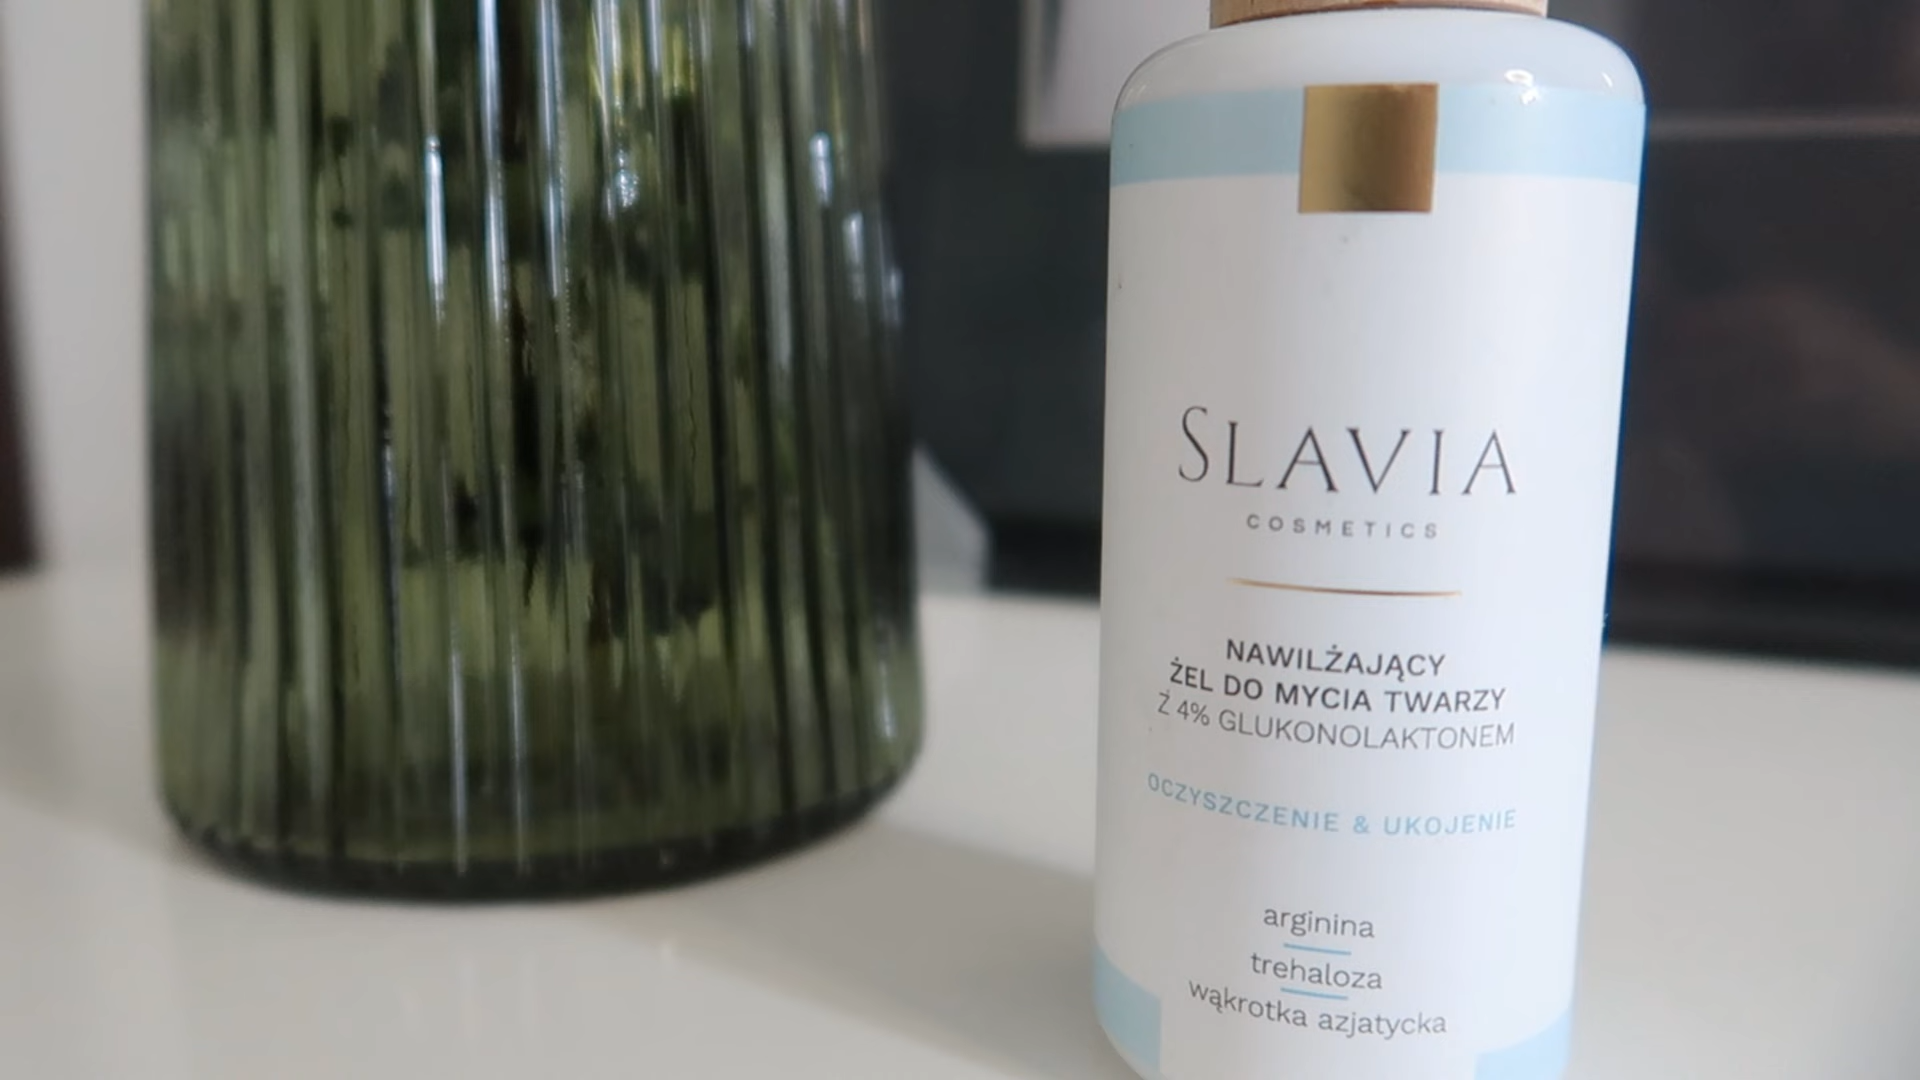 SLAVIA
COSMETICS
NAWILŻAJĄCY
ŻEL DO MYCIA TWARZY
Z 4% GLUKONOLAKTONEM
OCZYSZCZENIE & UKOJENIE
arginina
trehaloza
wąkrotka azjatycka